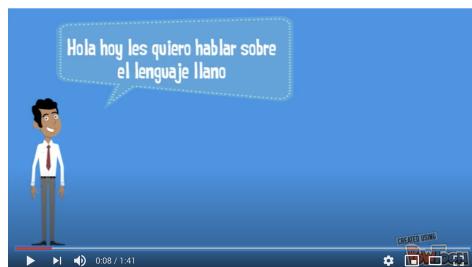 Hola hoy les quiero hablar sobre
el lenguaje llano
CREATED USING
0:08 / 1:41